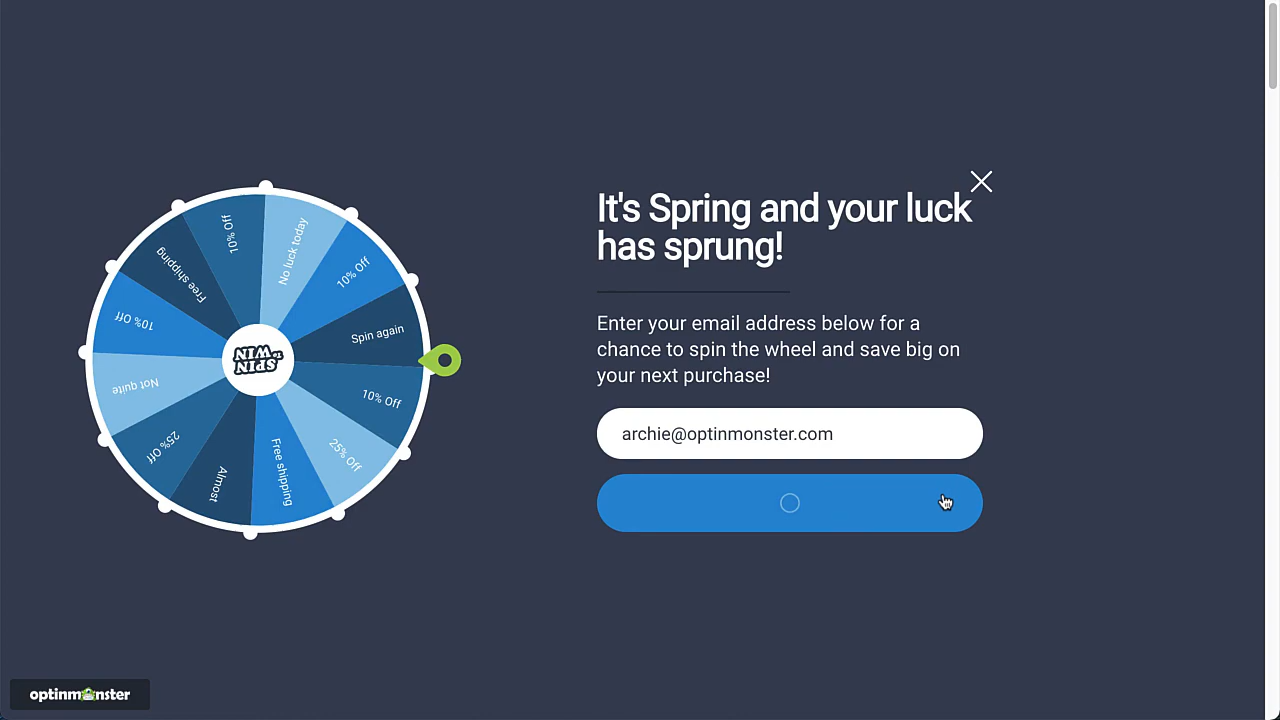 It's Spring and your luck
has sprung!
Enter your email address below for a
chance to spin the wheel and save big on
your next purchase!
archie@optinmonster.com
No luck today
10% Off
Spin again
10% Off
25% Off
Free shipping
Almost
25% Off
Not quite
10% Off
Free shipping
10% Off
SPIN
to
WIN
optinmonster